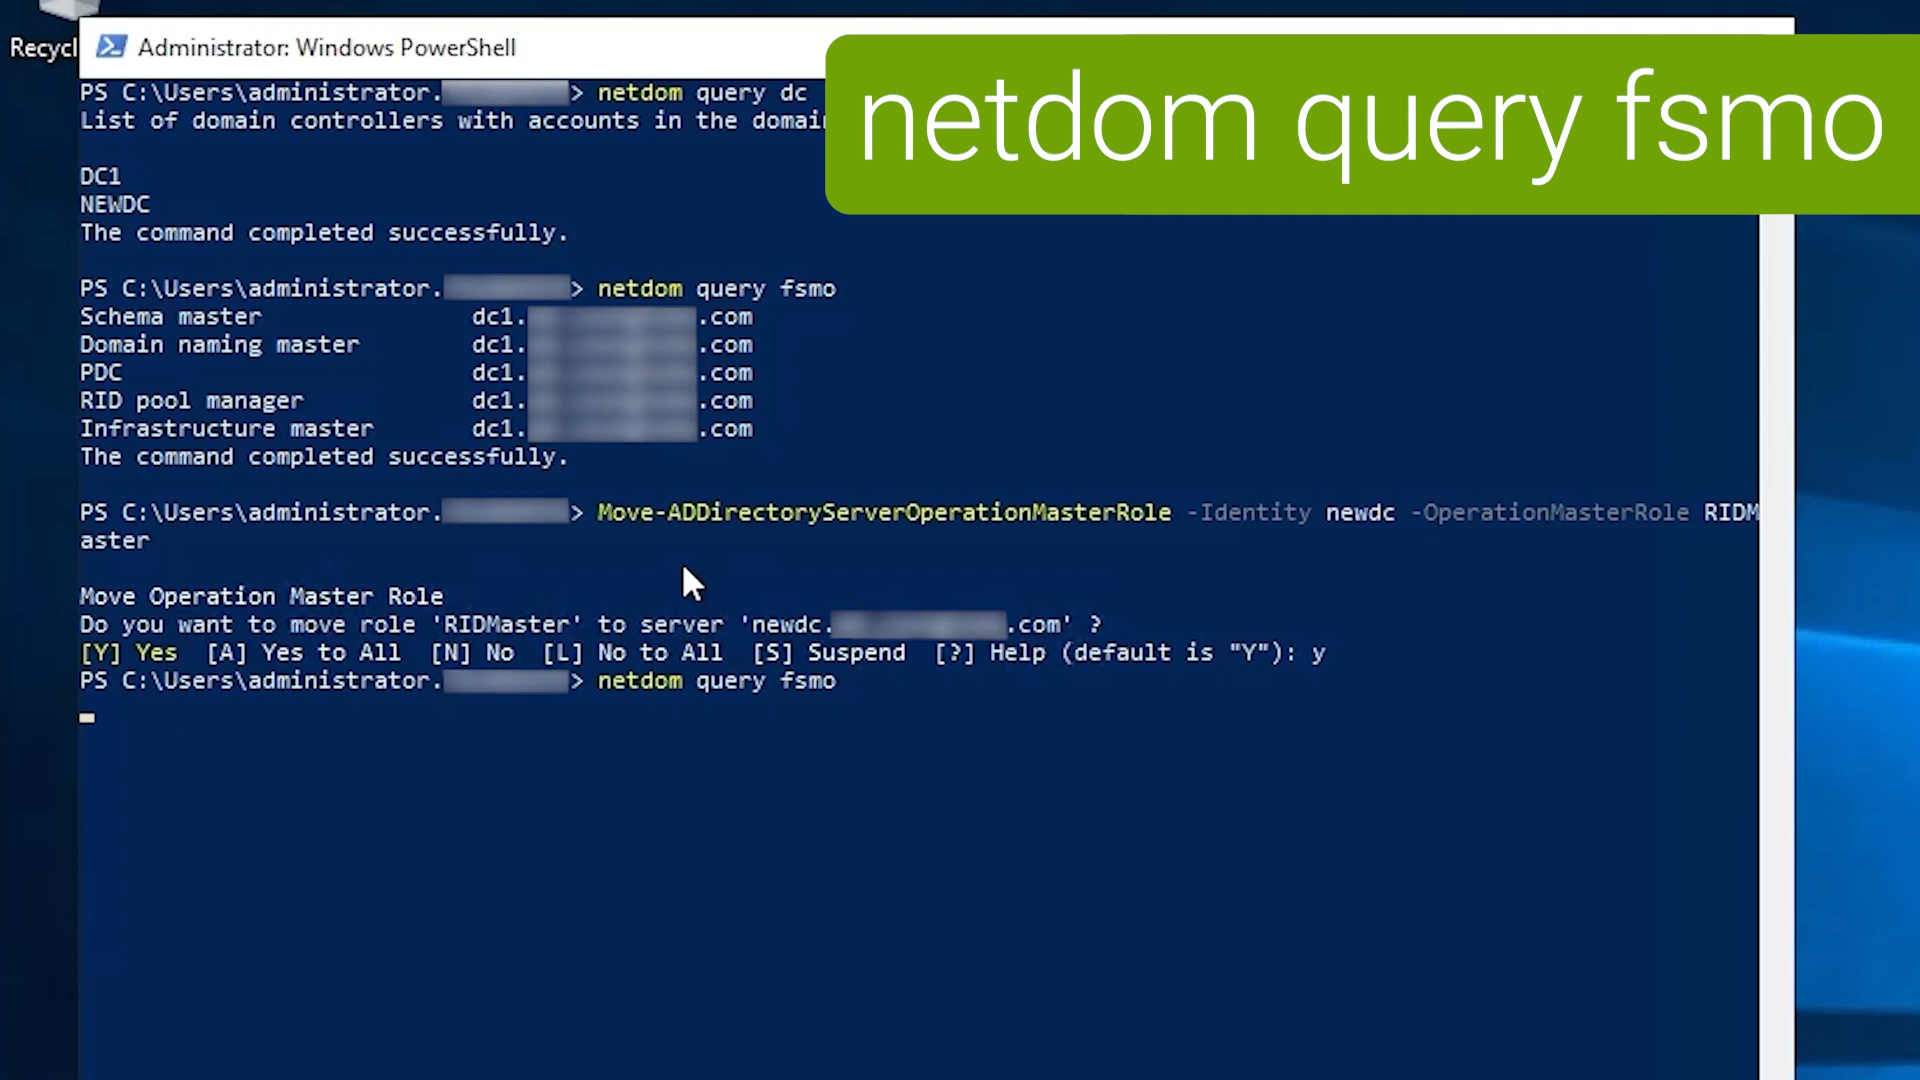 Recycl
Administrator: Windows PowerShell
netdom query fsmo
PS C:\Users\administrator. > netdom query dc
List of domain controllers with accounts in the domain
DC1
NEWDC
The command completed successfully.
PS C:\Users\administrator. > netdom query fsmo
Schema master dc1. .com
Domain naming master dc1. .com
PDC dc1. .com
RID pool manager dc1. .com
Infrastructure master dc1. .com
The command completed successfully.
PS C:\Users\administrator. > Move-ADDirectoryServerOperationMasterRole -Identity newdc -OperationMasterRole RIDM
aster
Move Operation Master Role
Do you want to move role 'RIDMaster' to server 'newdc. .com' ?
[Y] Yes [A] Yes to All [N] No [L] No to All [S] Suspend [?] Help (default is "Y"): y
PS C:\Users\administrator. > netdom query fsmo